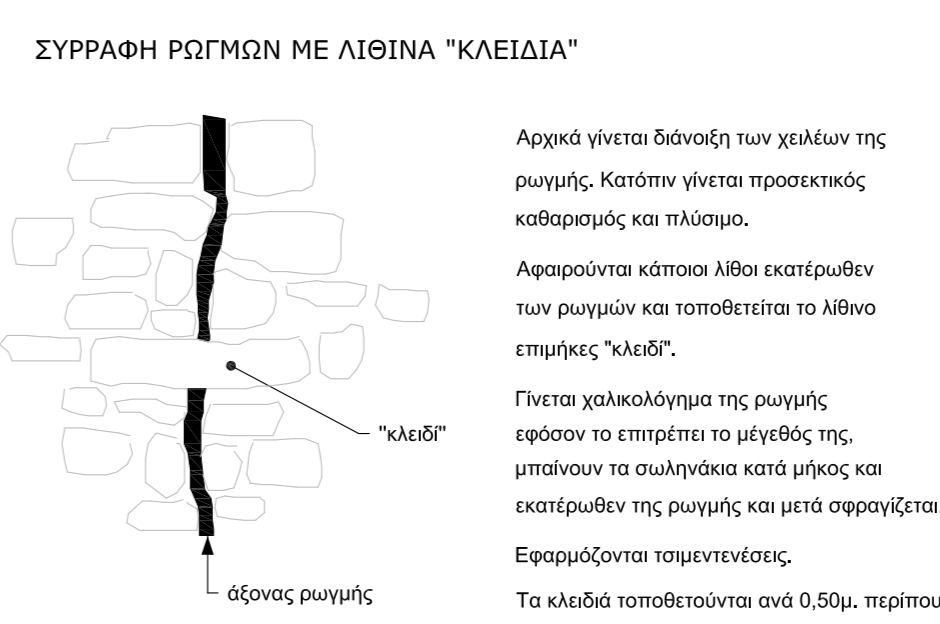 ΣΥΡΡΑΦΗ ΡΩΓΜΩΝ ΜΕ ΛΙΘΙΝΑ "ΚΛΕΙΔΙΑ"
Αρχικά γίνεται διάνοιξη των χειλέων της
ρωγμής. Κατόπιν γίνεται προσεκτικός
καθαρισμός και πλύσιμο.
Αφαιρούνται κάποιοι λίθοι εκατέρωθεν
των ρωγμών και τοποθετείται το λίθινο
επιμήκες "κλειδί".
Γίνεται χαλικολόγημα της ρωγμής
εφόσον το επιτρέπει το μέγεθός της,
μπαίνουν τα σωληνάκια κατά μήκος και
εκατέρωθεν της ρωγμής και μετά σφραγίζεται.
Εφαρμόζονται τσιμεντενέσεις.
Τα κλειδιά τοποθετούνται ανά 0,50μ. περίπου
"κλειδί"
άξονας ρωγμής